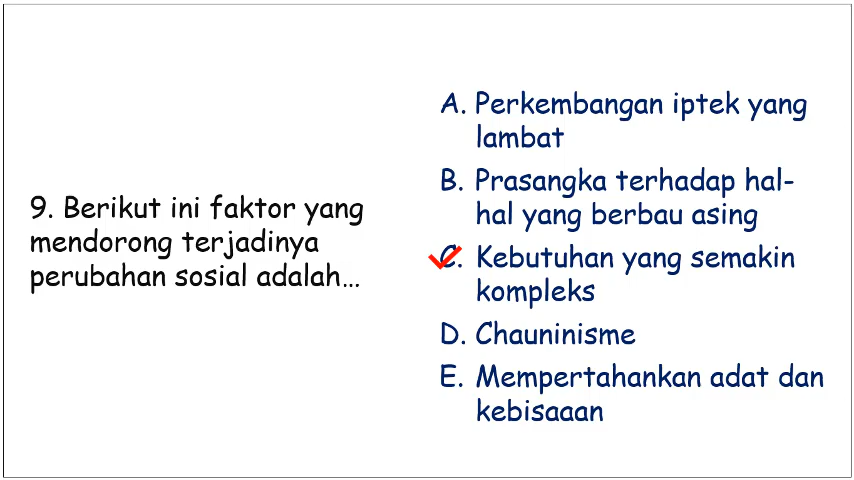 9. Berikut ini faktor yang
mendorong terjadinya
perubahan sosial adalah...
A. Perkembangan iptek yang
lambat
B. Prasangka terhadap hal-
hal yang berbau asing
C. Kebutuhan yang semakin
kompleks
D. Chauninisme
E. Mempertahankan adat dan
kebisaaan